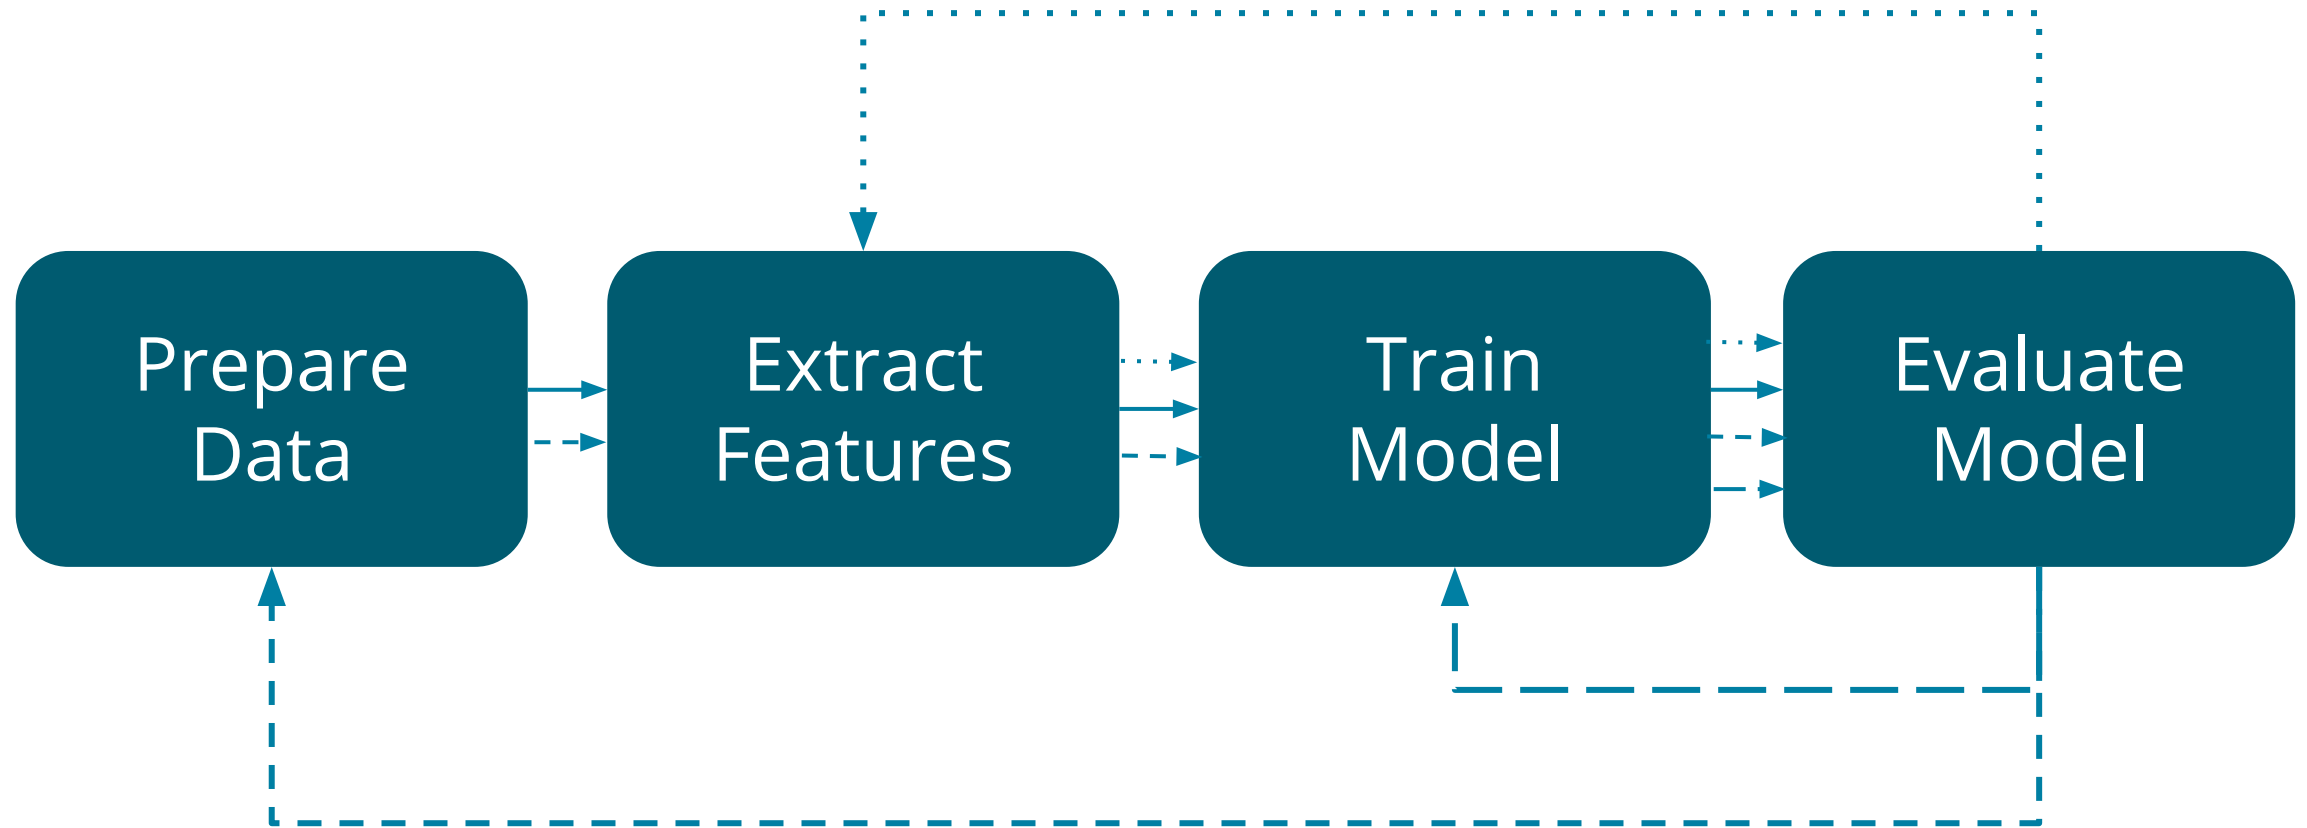 Prepare
Data
Extract
Features
Train
Model
Evaluate
Model